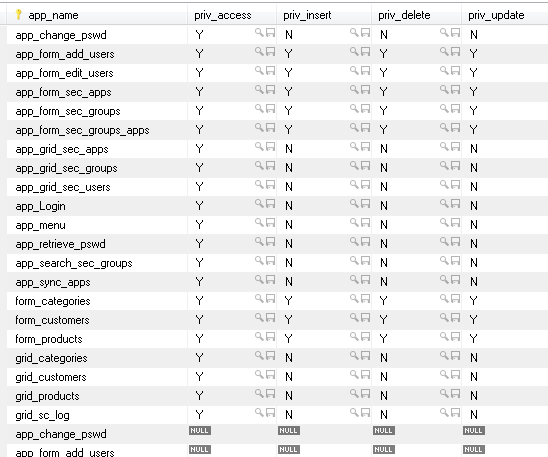 app_name priv_access priv_insert priv_delete priv_update
app_change_pswd Y N N N
app_form_add_users Y Y Y Y
app_form_edit_users Y Y Y Y
app_form_sec_apps Y Y Y Y
app_form_sec_groups Y Y Y Y
app_form_sec_groups_apps Y Y Y Y
app_grid_sec_apps Y N N N
app_grid_sec_groups Y N N N
app_grid_sec_users Y N N N
app_Login Y N N N
app_menu Y N N N
app_retrieve_pswd Y N N N
app_search_sec_groups Y N N N
app_sync_apps Y N N N
form_categories Y Y Y Y
form_customers Y Y Y Y
form_products Y Y Y Y
grid_categories Y N N N
grid_customers Y N N N
grid_products Y N N N
grid_sc_log Y N N N
app_change_pswd NULL NULL NULL NULL
app_form_add_users NULL NULL NULL NULL